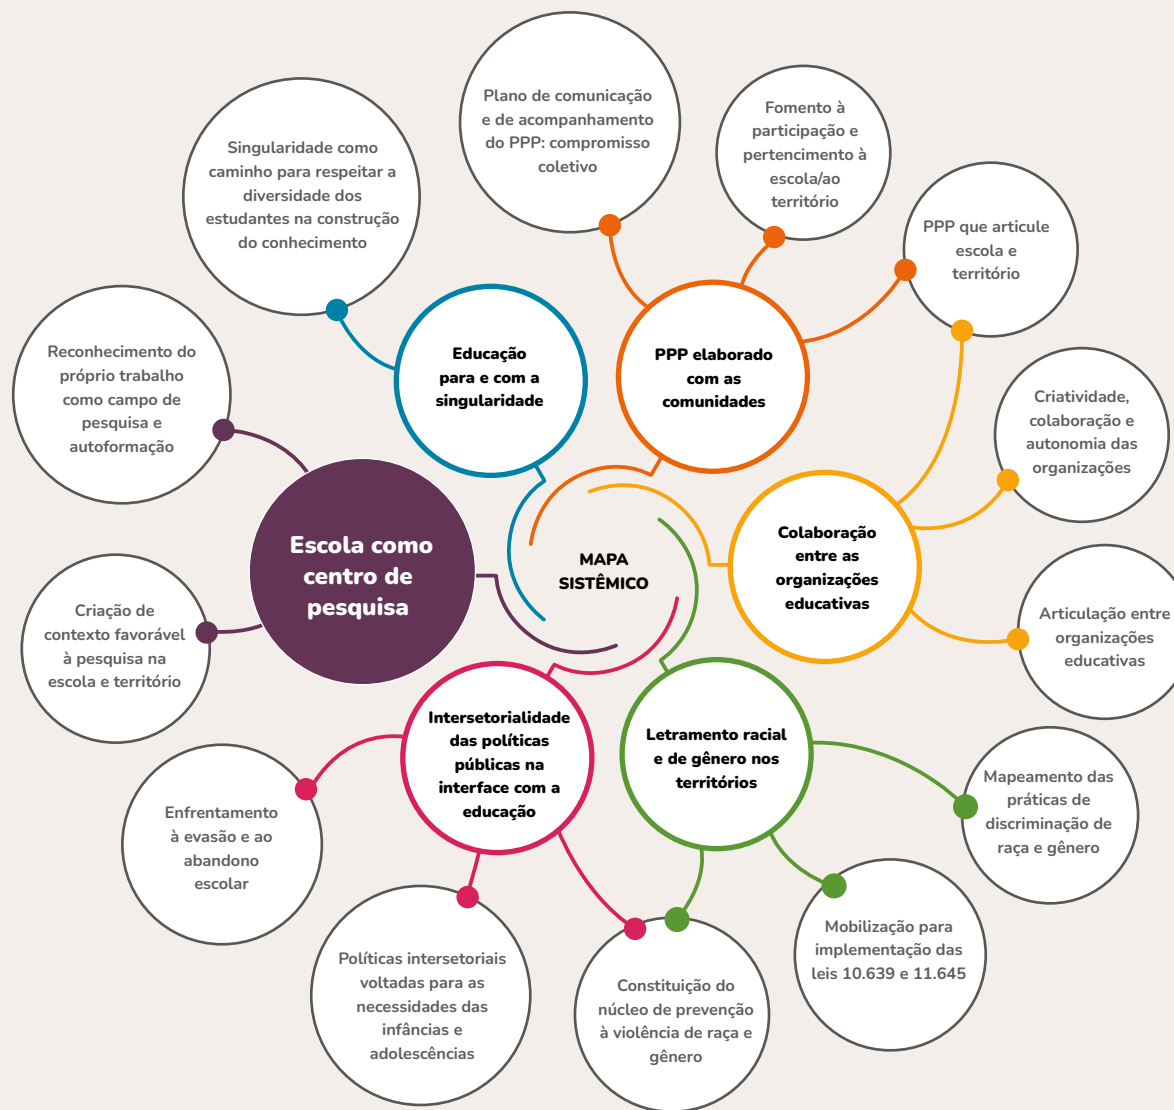 Plano de comunicação
e de acompanhamento
do PPP: compromisso
coletivo
Fomento à
participação e
pertencimento à
escola/ao
território
Singularidade como
caminho para respeitar a
diversidade dos
estudantes na construção
do conhecimento
PPP que articule
escola e
território
Reconhecimento do
próprio trabalho
como campo de
pesquisa e
autoformação
Educação
para e com a
singularidade
PPP elaborado
com as
comunidades
Criatividade,
colaboração e
autonomia das
organizações
Escola como
centro de
pesquisa
MAPA
SISTÊMICO
Colaboração
entre as
organizações
educativas
Criação de
contexto favorável
à pesquisa na
escola e território
Articulação entre
organizações
educativas
Intersetorialidade
das políticas
públicas na
interface com a
educação
Letramento racial
e de gênero nos
territórios
Mapeamento das
práticas de
discriminação de
raça e gênero
Enfrentamento
à evasão e ao
abandono
escolar
Mobilização para
implementação das
leis 10.639 e 11.645
Políticas intersetoriais
voltadas para as
necessidades das
infâncias e
adolescências
Constituição do
núcleo de prevenção
à violência de raça e
gênero